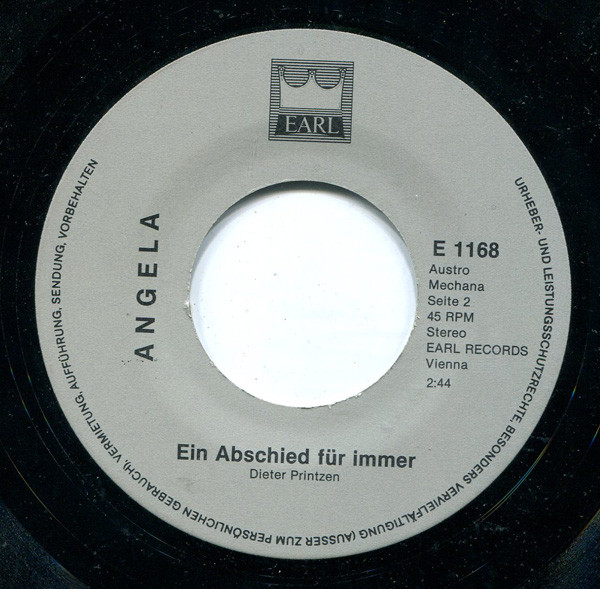 EARL
ANGELA
E 1168
Austro
Mechana
Seite 2
45 RPM
Stereo
EARL RECORDS
Vienna
2:44
Ein Abschied für immer
Dieter Printzen
URHEBER- UND LEISTUNGSSCHUTZRECHTE, BESONDERS VERVIELFÄLTIGUNG (AUSSER ZUM PERSÖNLICHEN GEBRAUCH), VERMIETUNG, AUFFÜHRUNG, SENDUNG, VORBEHALTEN